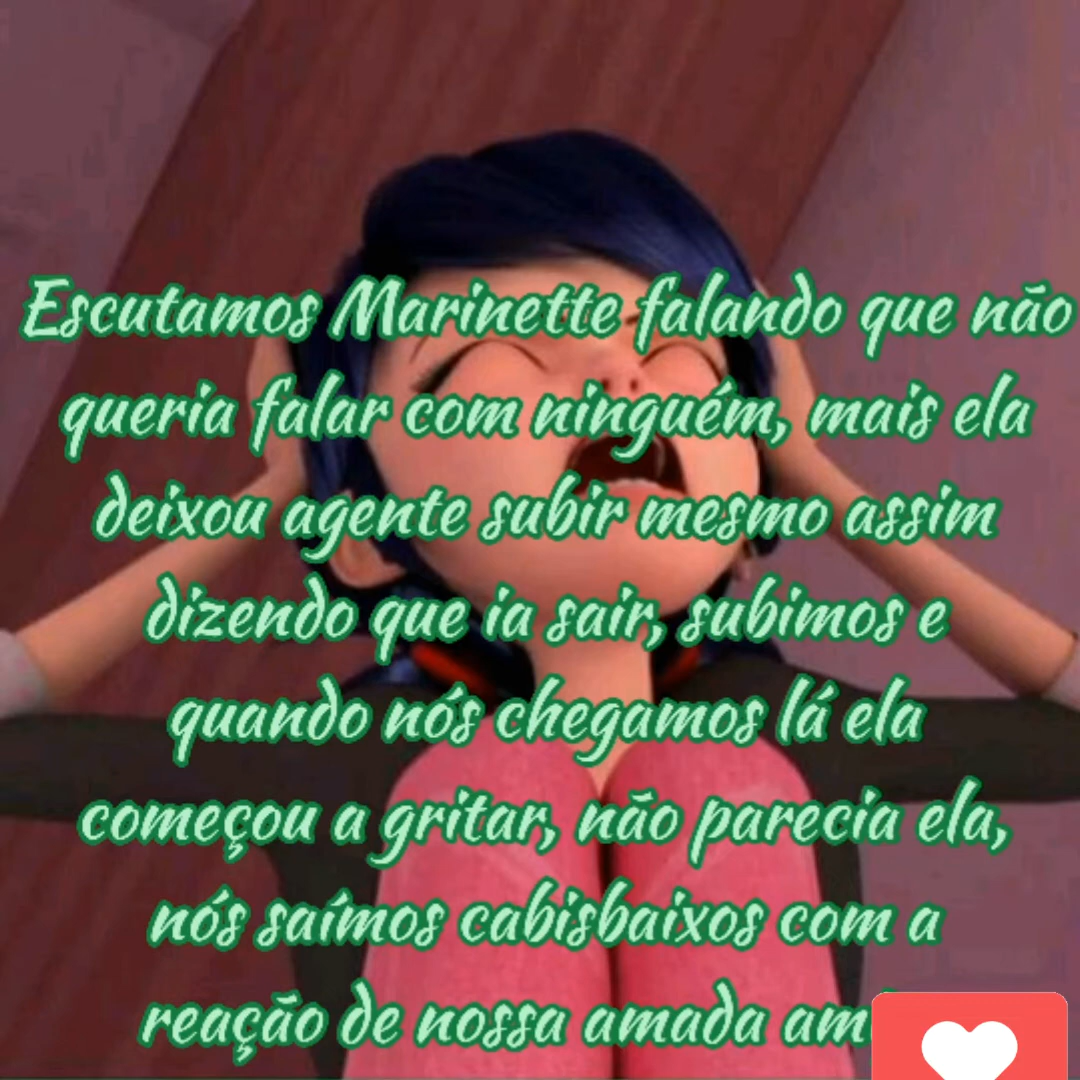 Escutamos Marinette falando que não
queria falar com ninguém, mais ela
deixou agente subir mesmo assim
dizendo que ia sair, subimos e
quando nós chegamos lá ela
começou a gritar, não parecia ela,
nós saímos cabisbaixos com a
reação de nossa amada